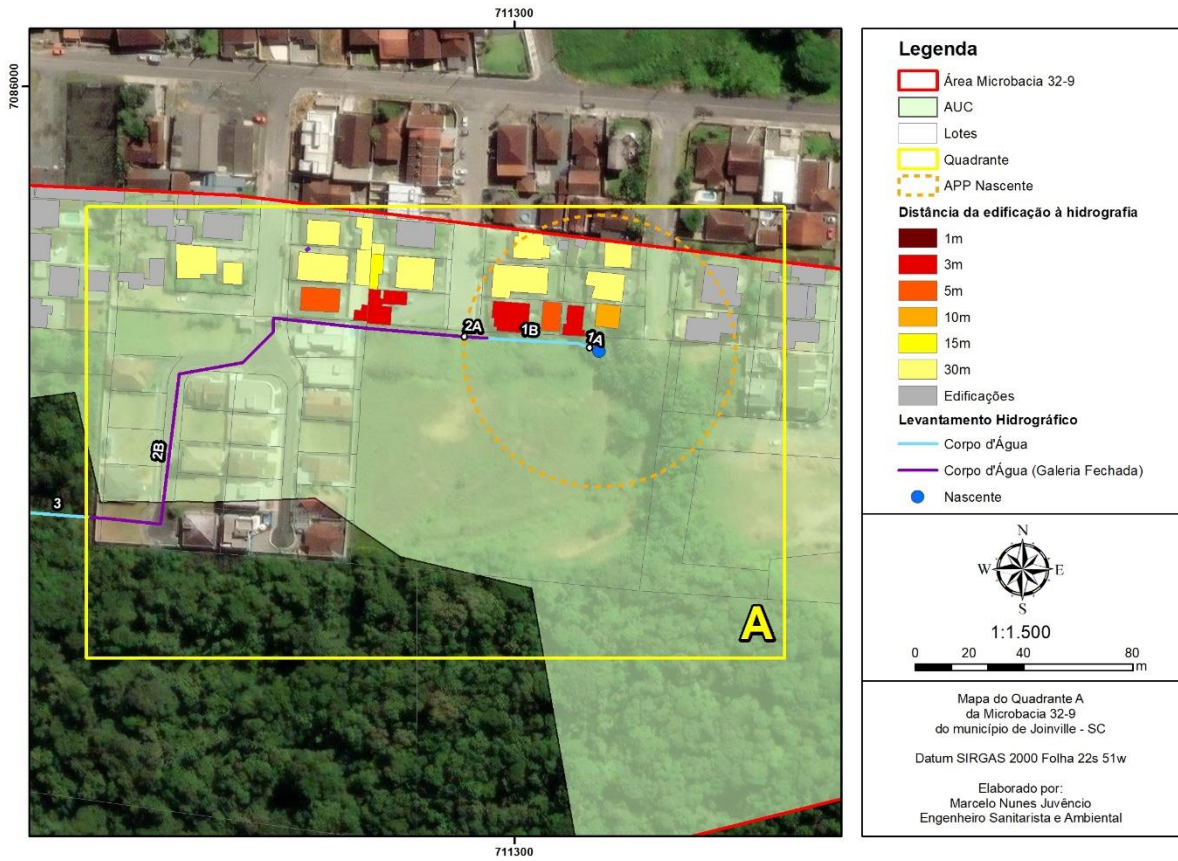 711300
7086000
2A
1B
1A
2B
3
A
711300
Legenda
Área Microbacia 32-9
AUC
Lotes
Quadrante
APP Nascente
Distância da edificação à hidrografia
1m
3m
5m
10m
15m
30m
Edificações
Levantamento Hidrográfico
Corpo d'Água
Corpo d'Água (Galeria Fechada)
Nascente
N
W E
S
1:1.500
0 20 40 80
m
Mapa do Quadrante A
da Microbacia 32-9
do município de Joinville - SC
Datum SIRGAS 2000 Folha 22s 51w
Elaborado por:
Marcelo Nunes Juvêncio
Engenheiro Sanitarista e Ambiental